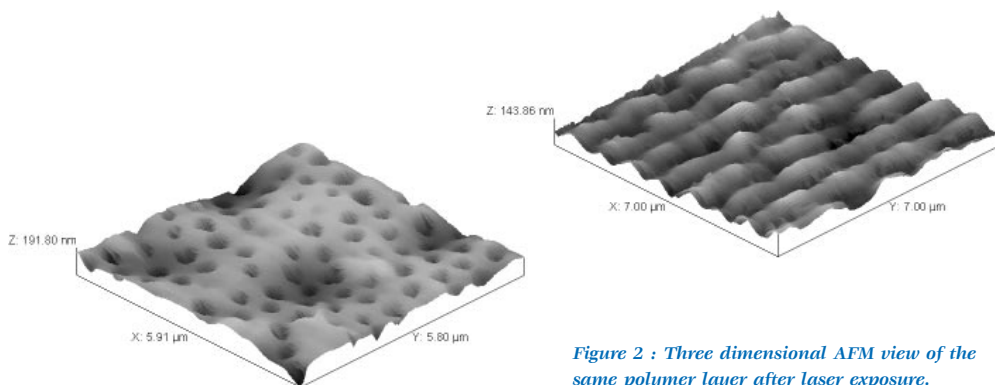 Z: 143.86 nm
X: 7.00 µm
Y: 7.00 µm
Z: 191.80 nm
X: 5.91 µm
Y: 5.80 µm
Figure 2 : Three dimensional AFM view of the
same polymer layer after laser exposure.